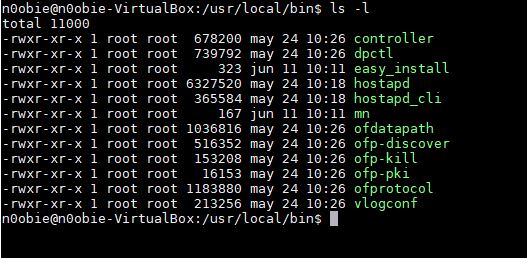 n0obie@n0obie-VirtualBox:/usr/local/bin$ ls -l
total 11000
-rwxr-xr-x 1 root root  678200 may 24 10:26 controller
-rwxr-xr-x 1 root root  739792 may 24 10:26 dpctl
-rwxr-xr-x 1 root root     323 jun 11 10:11 easy_install
-rwxr-xr-x 1 root root 6327520 may 24 10:18 hostapd
-rwxr-xr-x 1 root root  365584 may 24 10:18 hostapd_cli
-rwxr-xr-x 1 root root     167 jun 11 10:11 mn
-rwxr-xr-x 1 root root 1036816 may 24 10:26 ofdatapath
-rwxr-xr-x 1 root root  516352 may 24 10:26 ofp-discover
-rwxr-xr-x 1 root root  153208 may 24 10:26 ofp-kill
-rwxr-xr-x 1 root root   16153 may 24 10:26 ofp-pki
-rwxr-xr-x 1 root root 1183880 may 24 10:26 ofprotocol
-rwxr-xr-x 1 root root  213256 may 24 10:26 vlogconf
n0obie@n0obie-VirtualBox:/usr/local/bin$